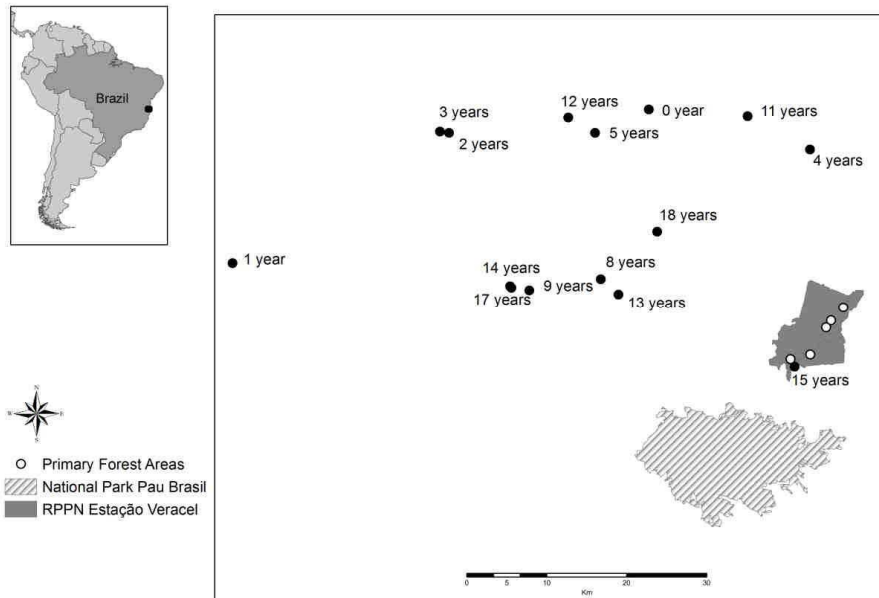 Brazil
3 years
2 years
12 years
5 years
0 year
11 years
4 years
18 years
1 year
14 years
17 years
9 years
8 years
13 years
15 years
N
W
E
S
Primary Forest Areas
National Park Pau Brasil
RPPN Estação Veracel
0 5 10 20 30
Km